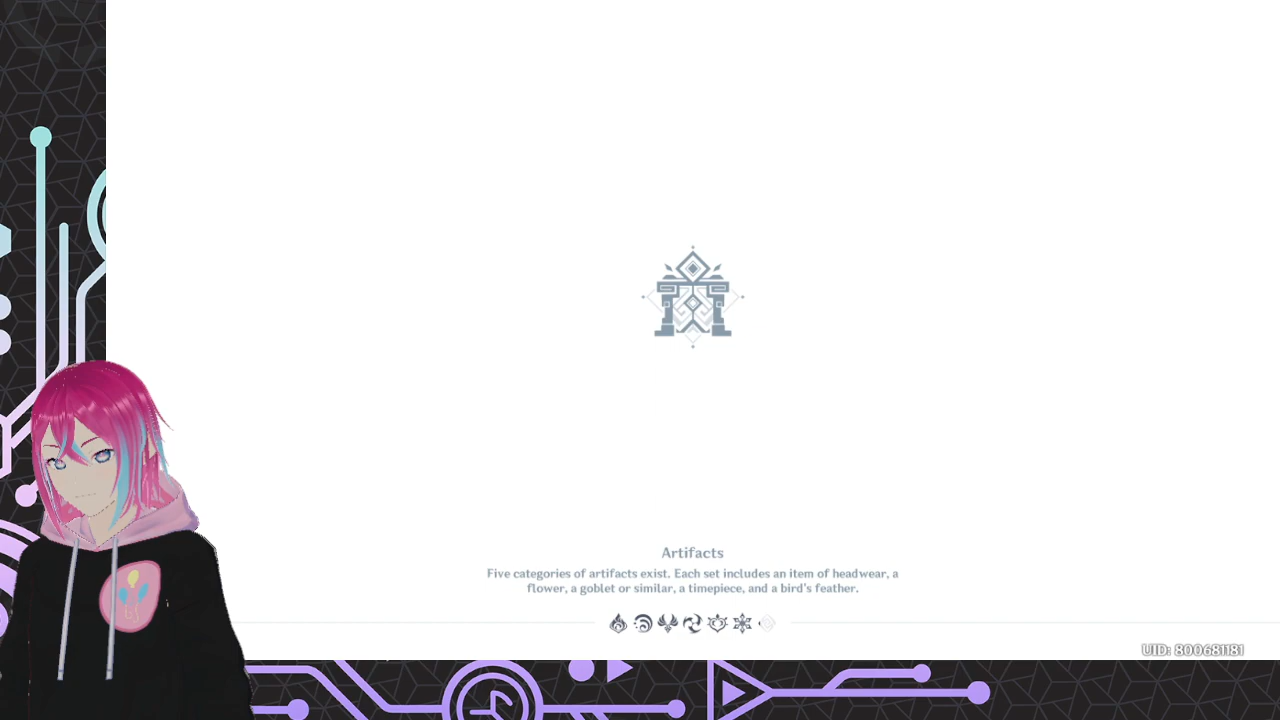 Artifacts
Five categories of artifacts exist. Each set includes an item of headwear, a
flower, a goblet or similar, a timepiece, and a bird's feather.
UID: 800681181